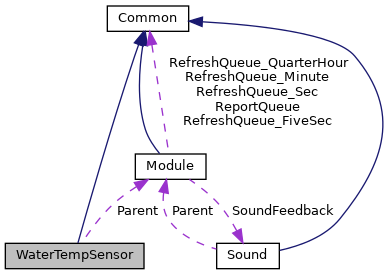 Common
RefreshQueue_QuarterHour
RefreshQueue_Minute
RefreshQueue_Sec
ReportQueue
RefreshQueue_FiveSec
Module
Parent
Parent
SoundFeedback
WaterTempSensor
Sound